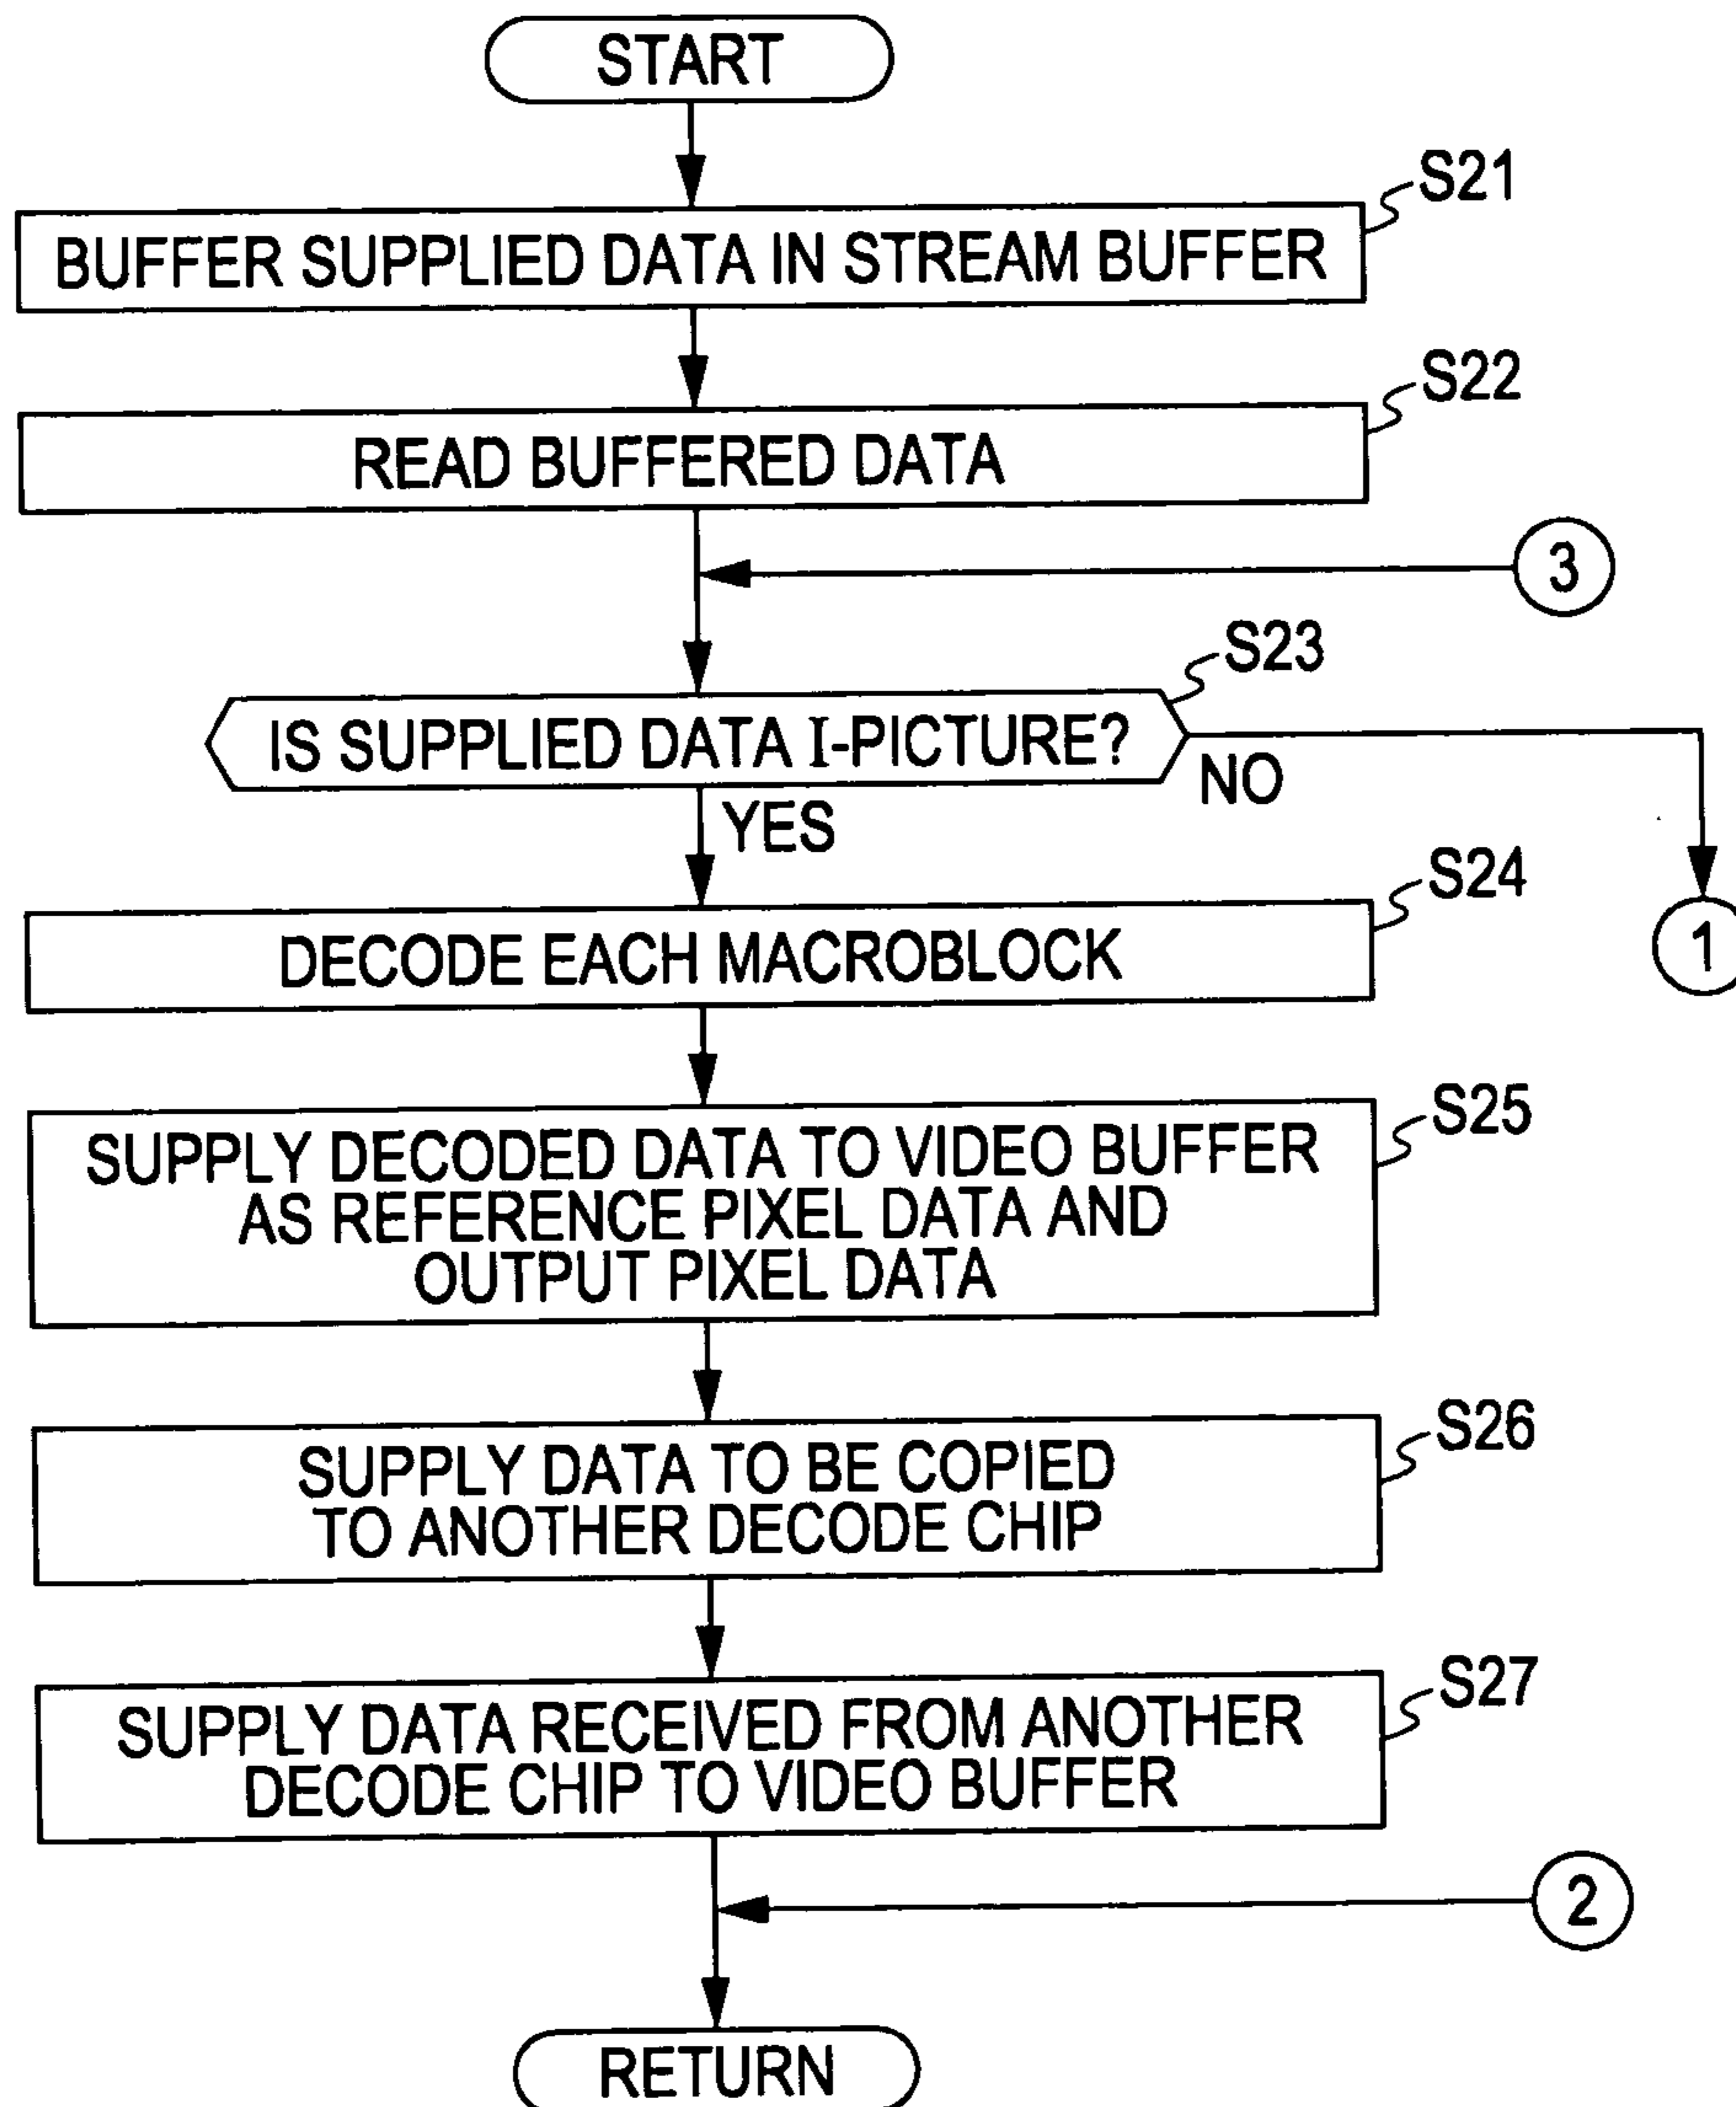 START
S21
BUFFER SUPPLIED DATA IN STREAM BUFFER
S22
READ BUFFERED DATA
3
S23
IS SUPPLIED DATA I-PICTURE?
NO
YES
S24
1
DECODE EACH MACROBLOCK
S25
SUPPLY DECODED DATA TO VIDEO BUFFER
AS REFERENCE PIXEL DATA AND
OUTPUT PIXEL DATA
S26
SUPPLY DATA TO BE COPIED
TO ANOTHER DECODE CHIP
S27
SUPPLY DATA RECEIVED FROM ANOTHER
DECODE CHIP TO VIDEO BUFFER
2
RETURN